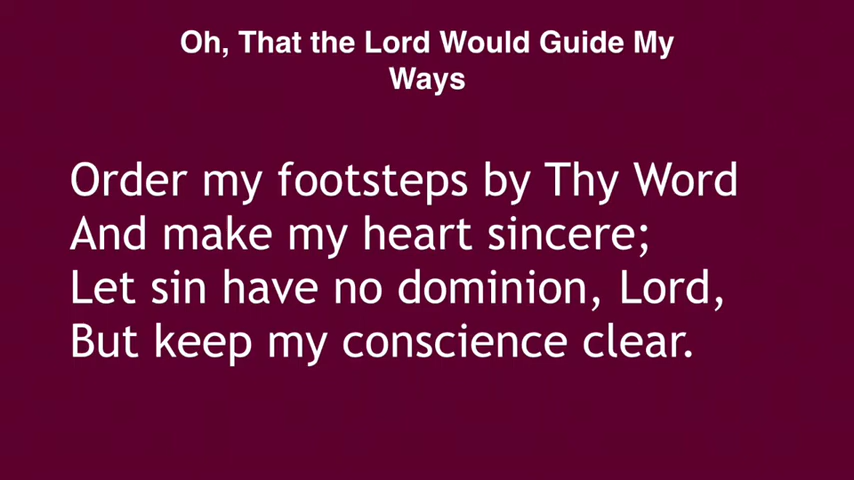 Oh, That the Lord Would Guide My
Ways
Order my footsteps by Thy Word
And make my heart sincere;
Let sin have no dominion, Lord,
But keep my conscience clear.